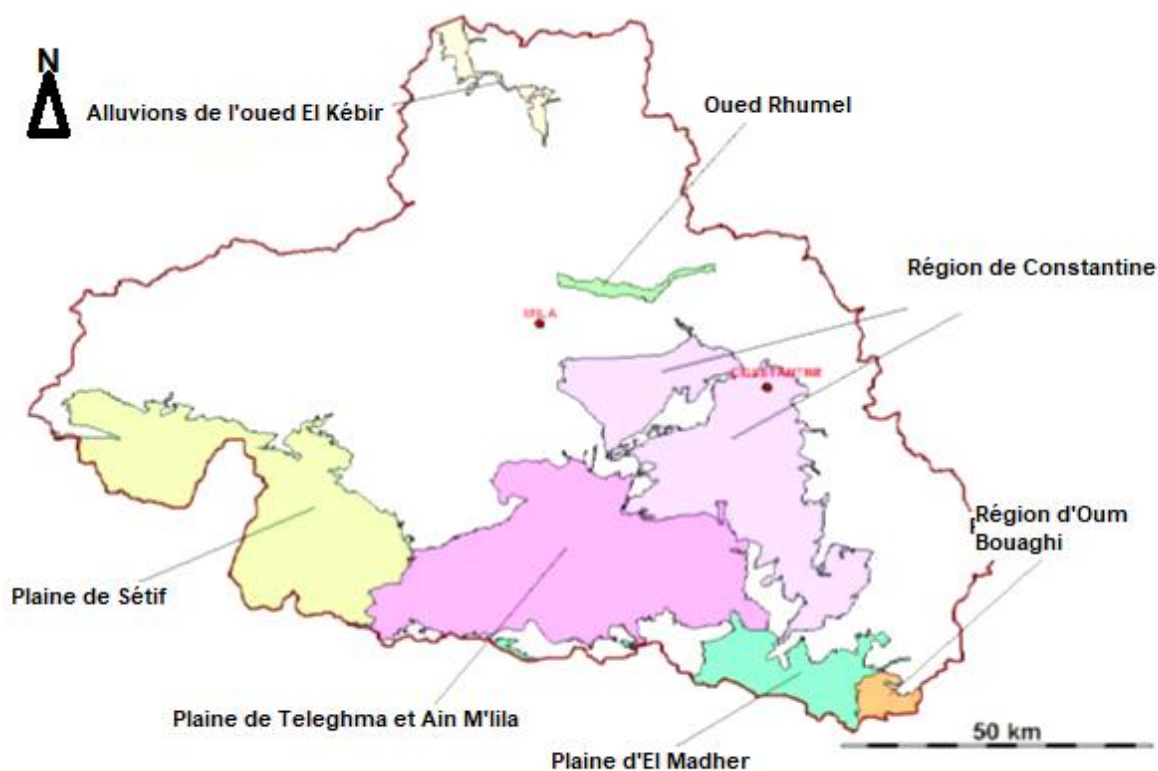 N
Alluvions de l'oued El Kébir
Oued Rhumel
Région de Constantine
MILA
CONSTANTINE
Région d'Oum
Bouaghi
Plaine de Sétif
Plaine de Teleghma et Ain M'lila
Plaine d'El Madher
50 km